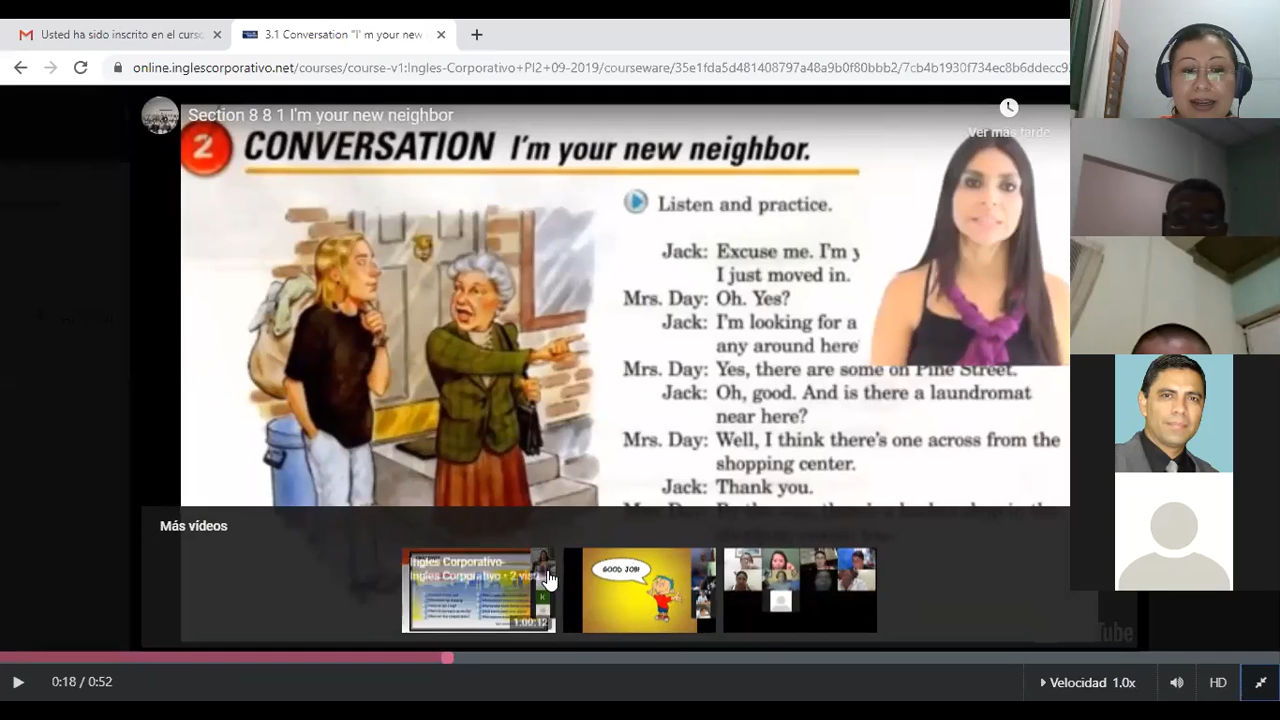 Usted ha sido inscrito en el curso
3.1 Conversation "I' m your new
online.inglescorporativo.net/courses/course-v1:Ingles-Corporativo+PI2+09-2019/courseware/35e1fda5d481408797a48a9b0f80bbb2/7cb4b1930f734ec8b6ddecc9
Section 8 8 1 I'm your new neighbor
Ver más tarde
2 CONVERSATION I'm your new neighbor.
Listen and practice.
Jack: Excuse me. I'm
I just moved in.
Mrs. Day: Oh. Yes?
Jack: I'm looking for a
any around here
Mrs. Day: Yes, there are some on Pine Street.
Jack: Oh, good. And is there a laundromat
near here?
Mrs. Day: Well, I think there's one across from the
shopping center.
Jack: Thank you.
Más vídeos
Ingles Corporativo
Ingles Corporativo • 2 vist
1:00:12
GOOD JOB!
K
0:18 / 0:52
Velocidad 1.0x
HD